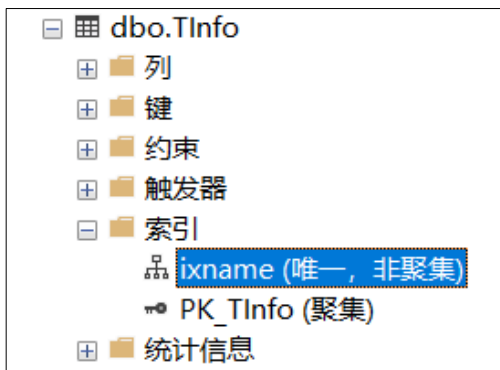 dbo.TInfo
列
键
约束
触发器
索引
ixname (唯一，非聚集)
PK_TInfo (聚集)
统计信息